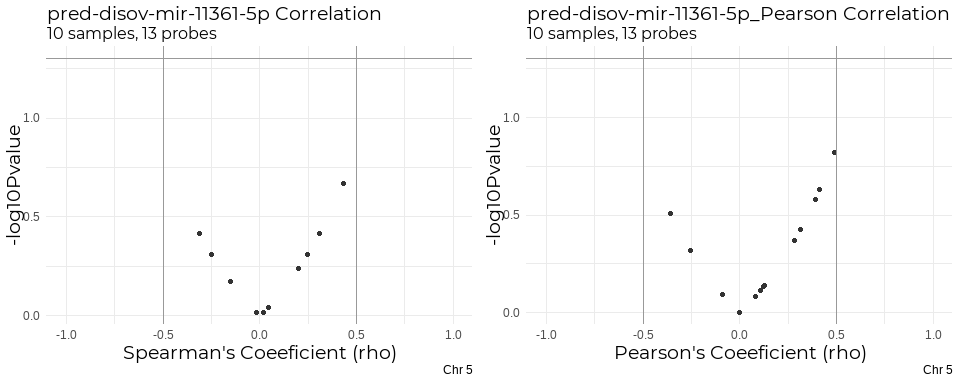 pred-disov-mir-11361-5p Correlation
10 samples, 13 probes
-log10Pvalue
1.0
0.5
0.0
-1.0 -0.5 0.0 0.5 1.0
Spearman's Coeeficient (rho)
Chr 5
pred-disov-mir-11361-5p_Pearson Correlation
10 samples, 13 probes
-log10Pvalue
1.0
0.5
0.0
-1.0 -0.5 0.0 0.5 1.0
Pearson's Coeeficient (rho)
Chr 5